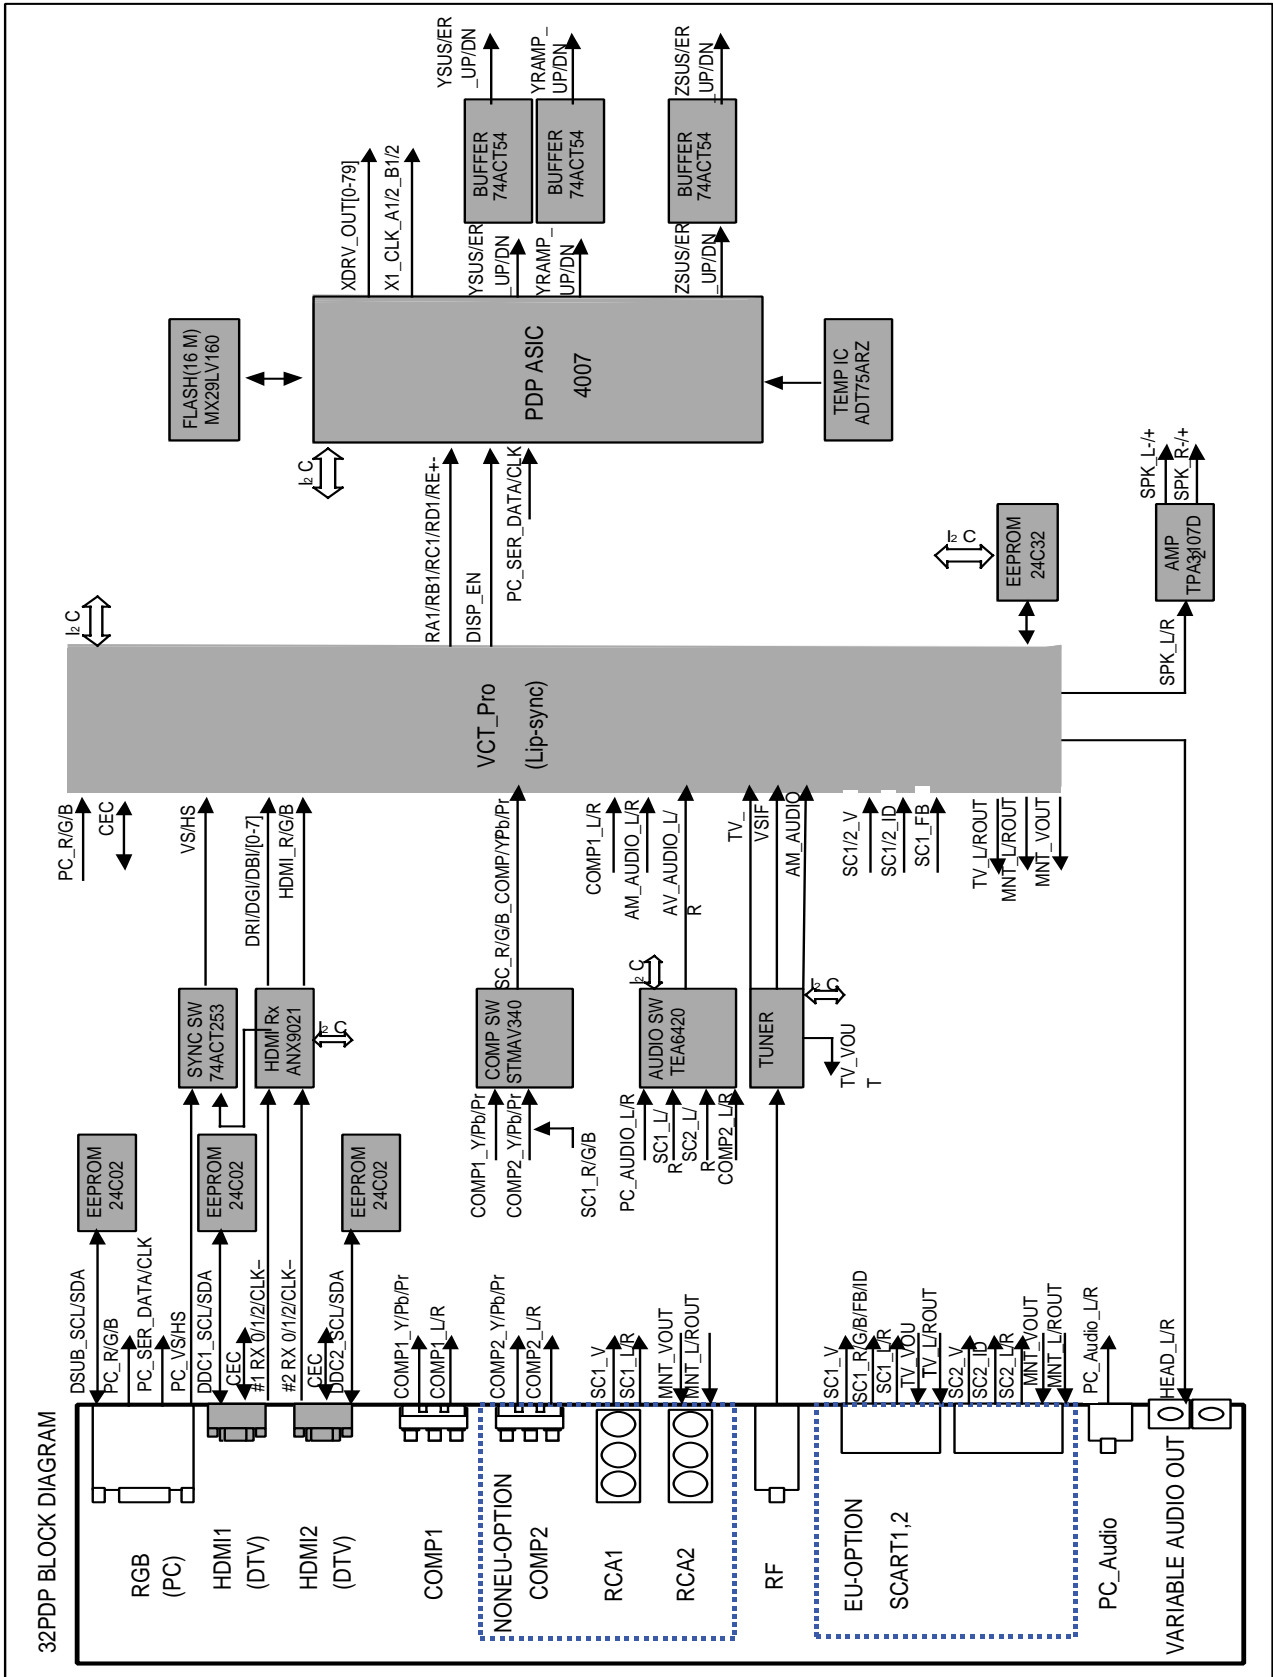 32PDP BLOCK DIAGRAM
RGB
(PC)
HDMI1
(DTV)
HDMI2
(DTV)
COMP1
NONEU-OPTION
COMP2
RCA1
RCA2
RF
EU-OPTION
SCART1,2
PC_Audio
VARIABLE AUDIO OUT
DSUB_SCL/SDA
PC_R/G/B
PC_SER_DATA/CLK
PC_VS/HS
DDC1_SCL/SDA
CEC
#1 RX 0/1/2/CLK–
#2 RX 0/1/2/CLK–
CEC
DDC2_SCL/SDA
COMP1_Y/Pb/Pr
COMP1_L/R
COMP2_Y/Pb/Pr
COMP2_L/R
SC1_V
SC1_L/R
MNT_VOUT
MNT_L/ROUT
SC1_V
SC1_R/G/B/FB/ID
SC1_L/R
TV_VOU
TV_L/ROUT
SC2_V
SC2_ID
SC2_L/R
MNT_VOUT
MNT_L/ROUT
PC_Audio_L/R
HEAD_L/R
EEPROM
24C02
EEPROM
24C02
EEPROM
24C02
SYNC SW
74ACT253
HDMI Rx
ANX9021
I2 C
COMP1_Y/Pb/Pr
COMP2_Y/Pb/Pr
SC1_R/G/B
COMP SW
STMAV340
PC_AUDIO_L/R
SC1_L/
R
SC2_L/
R
COMP2_L/R
AUDIO SW
TEA6420
I2 C
TUNER
I2 C
TV_VOU
T
PC_R/G/B
CEC
VS/HS
DRI/DGI/DBI/[0-7]
HDMI_R/G/B
SC_R/G/B_COMP/YPb/Pr
COMP1_L/R
AM_AUDIO_L/R
AV_AUDIO_L/
R
TV_
VSIF
AM_AUDIO
SC1/2_V
SC1/2_ID
SC1_FB
TV_L/ROUT
MNT_L/ROUT
MNT_VOUT
VCT_Pro
(Lip-sync)
I2 C
RA1/RB1/RC1/RD1/RE+-
DISP_EN
PC_SER_DATA/CLK
I2 C
EEPROM
24C32
I2 C
SPK_L/R
AMP
TPA3107D
2
SPK_L-/+
SPK_R-/+
FLASH(16 M)
MX29LV160
PDP ASIC
4007
TEMP IC
ADT75ARZ
XDRV_OUT[0-79]
X1_CLK_A1/2_B1/2
YSUS/ER
_UP/DN
YRAMP_
UP/DN
ZSUS/ER
_UP/DN
BUFFER
74ACT54
BUFFER
74ACT54
BUFFER
74ACT54
YSUS/ER
_UP/DN
YRAMP_
UP/DN
ZSUS/ER
_UP/DN